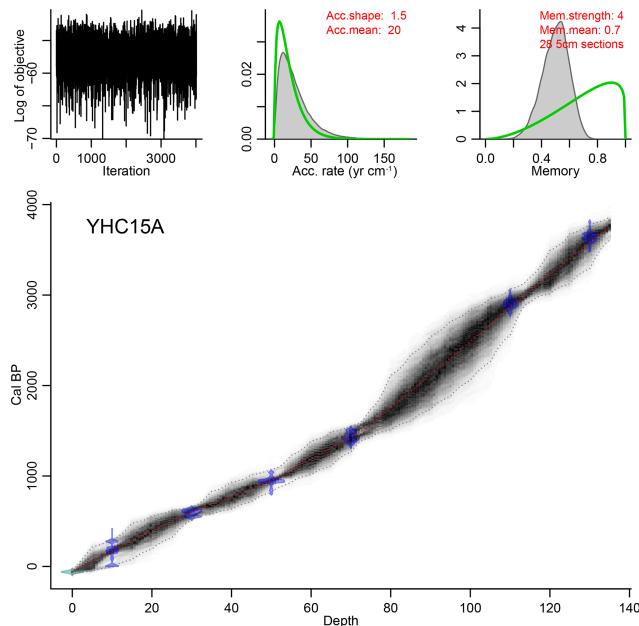 Log of objective
-60
-70
0
1000
3000
Iteration
Acc.shape: 1.5
Acc.mean: 20
0.02
0.00
0
50
100
150
Acc. rate (yr cm⁻¹)
Mem.strength: 4
Mem.mean: 0.7
28 5cm sections
4
3
2
1
0
0.0
0.4
0.8
Memory
YHC15A
Cal BP
4000
3000
2000
1000
0
0
20
40
60
80
100
120
140
Depth